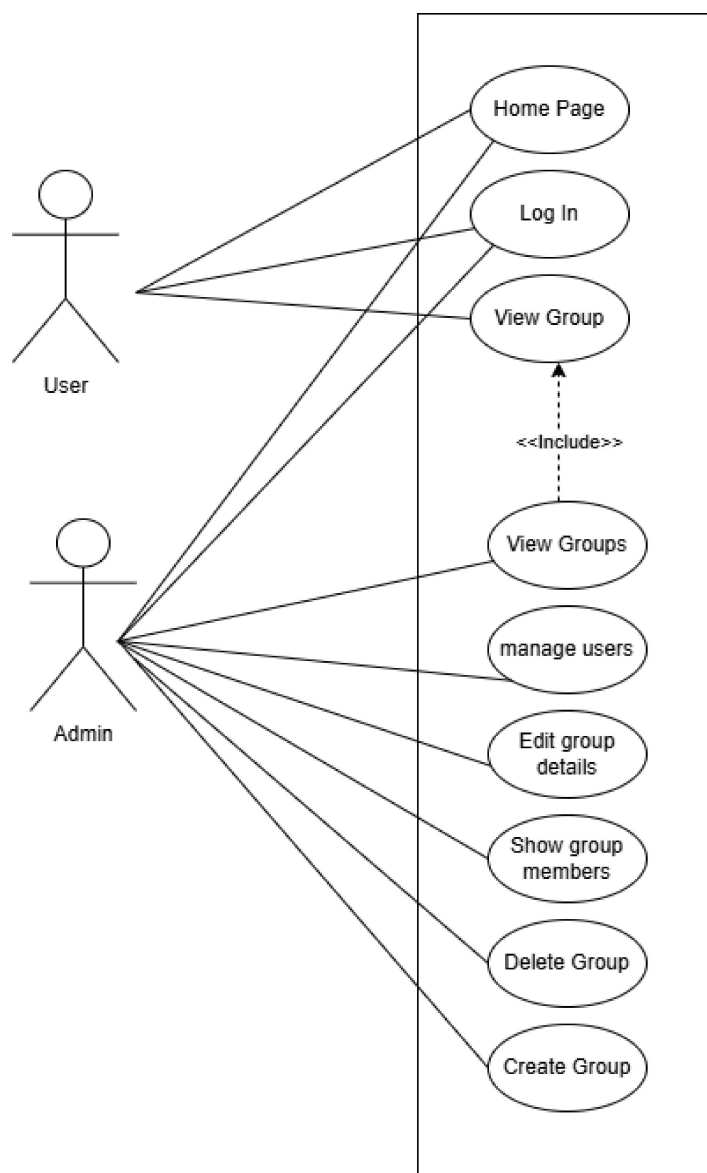 Home Page
Log In
View Group
User
<<Include>>
View Groups
manage users
Admin
Edit group
details
Show group
members
Delete Group
Create Group